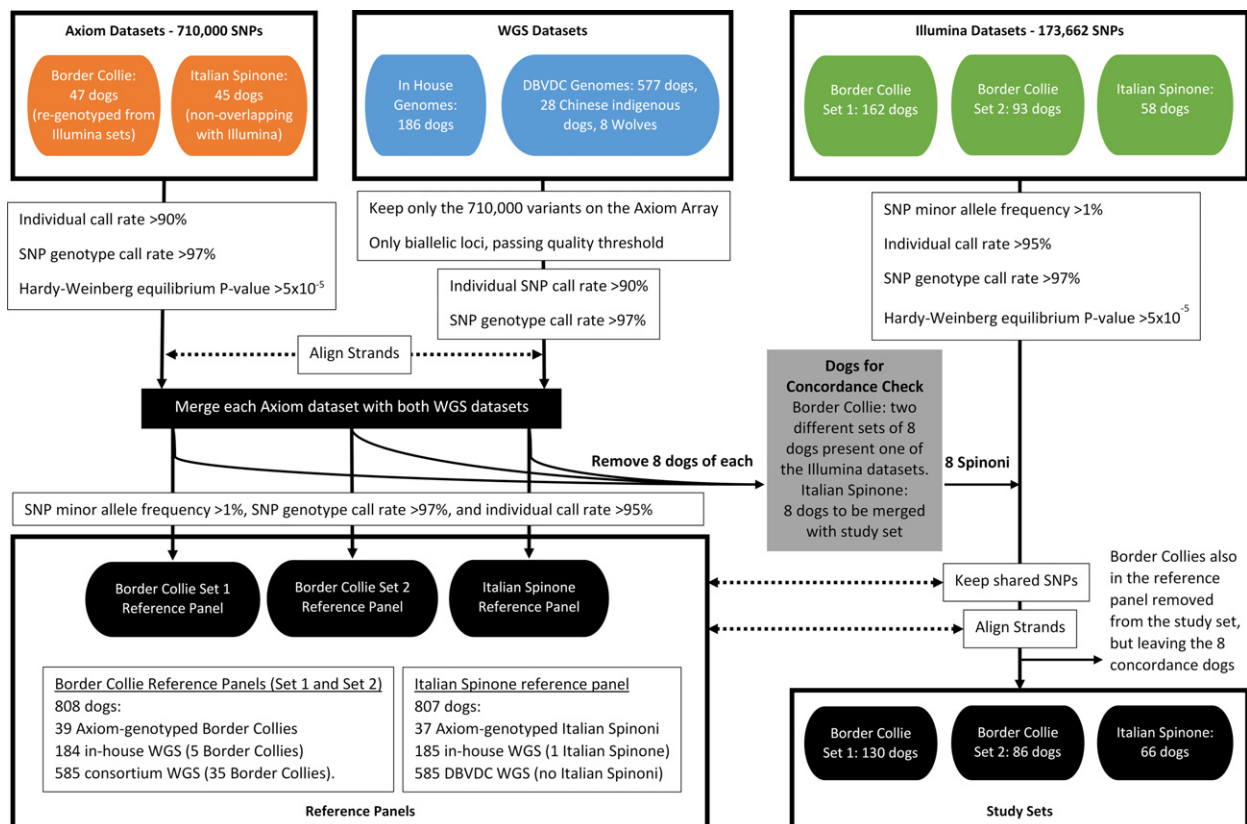 Axiom Datasets - 710,000 SNPs
Border Collie:
47 dogs
(re-genotyped from
Illumina sets)
Italian Spinone:
45 dogs
(non-overlapping
with Illumina)
WGS Datasets
In House
Genomes:
186 dogs
DBVDC Genomes: 577 dogs,
28 Chinese indigenous
dogs, 8 Wolves
Illumina Datasets - 173,662 SNPs
Border Collie
Set 1: 162 dogs
Border Collie
Set 2: 93 dogs
Italian Spinone:
58 dogs
Individual call rate >90%
SNP genotype call rate >97%
Hardy-Weinberg equilibrium P-value >5x10⁻⁵
Keep only the 710,000 variants on the Axiom Array
Only biallelic loci, passing quality threshold
Individual SNP call rate >90%
SNP genotype call rate >97%
SNP minor allele frequency >1%
Individual call rate >95%
SNP genotype call rate >97%
Hardy-Weinberg equilibrium P-value >5x10⁻⁵
Align Strands
Merge each Axiom dataset with both WGS datasets
Remove 8 dogs of each
Dogs for
Concordance Check
Border Collie: two
different sets of 8
dogs present one of
the Illumina datasets.
Italian Spinone:
8 dogs to be merged
with study set
8 Spinoni
SNP minor allele frequency >1%, SNP genotype call rate >97%, and individual call rate >95%
Border Collie Set 1
Reference Panel
Border Collie Set 2
Reference Panel
Italian Spinone
Reference Panel
Keep shared SNPs
Align Strands
Border Collies also
in the reference
panel removed
from the study set,
but leaving the 8
concordance dogs
Border Collie Reference Panels (Set 1 and Set 2)
808 dogs:
39 Axiom-genotyped Border Collies
184 in-house WGS (5 Border Collies)
585 consortium WGS (35 Border Collies).
Italian Spinone reference panel
807 dogs:
37 Axiom-genotyped Italian Spinoni
185 in-house WGS (1 Italian Spinone)
585 DBVDC WGS (no Italian Spinoni)
Reference Panels
Border Collie
Set 1: 130 dogs
Border Collie
Set 2: 86 dogs
Italian Spinone:
66 dogs
Study Sets